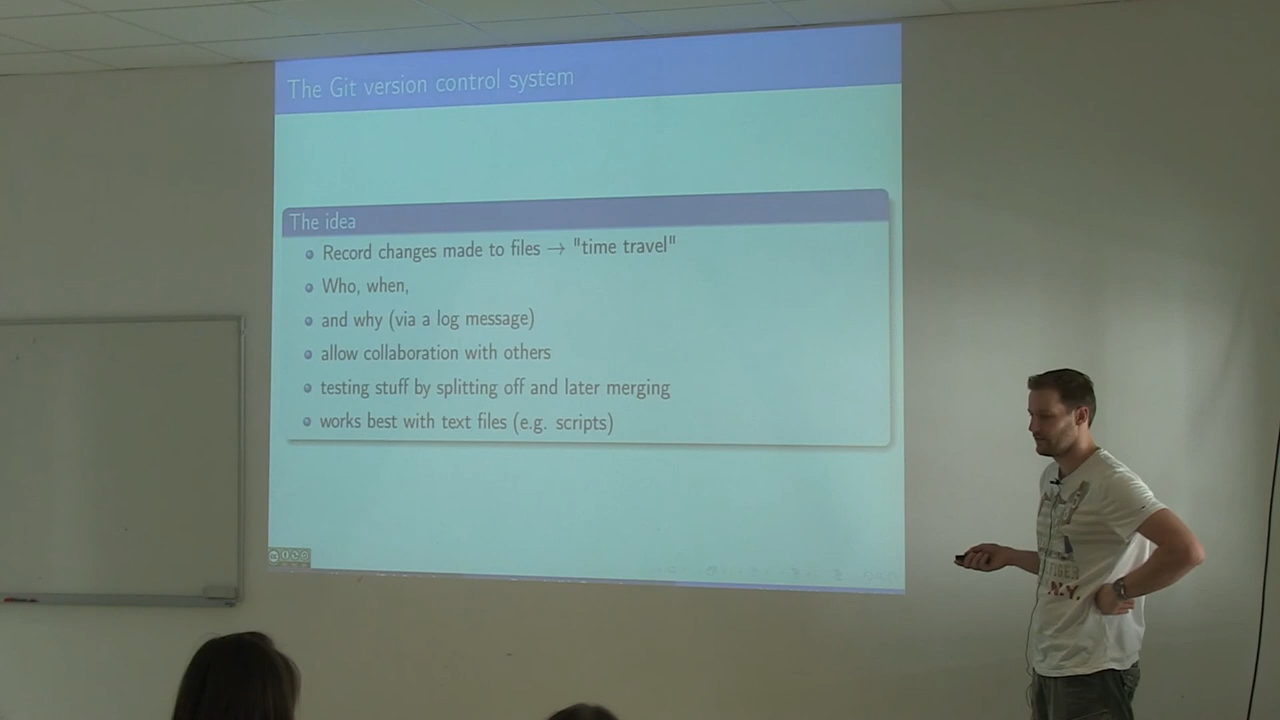 The Git version control system
The idea
Record changes made to files → "time travel"
Who, when,
and why (via a log message)
allow collaboration with others
testing stuff by splitting off and later merging
works best with text files (e.g. scripts)
cc
N.Y.